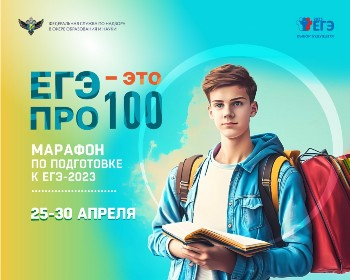 ФЕДЕРАЛЬНАЯ СЛУЖБА ПО НАДЗОРУ
В СФЕРЕ ОБРАЗОВАНИЯ И НАУКИ
ЕГЭ
ЕГЭ – ЭТО
ПРО 100
МАРАФОН
ПО ПОДГОТОВКЕ
К ЕГЭ-2023
25-30 АПРЕЛЯ